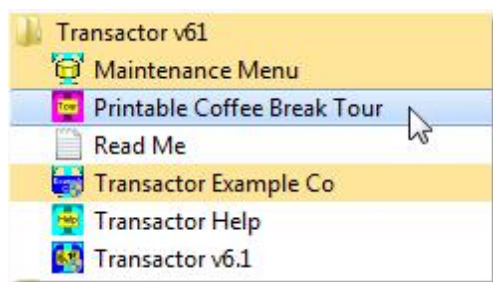 Transactor v61
Maintenance Menu
Printable Coffee Break Tour
Read Me
Transactor Example Co
Transactor Help
Transactor v6.1